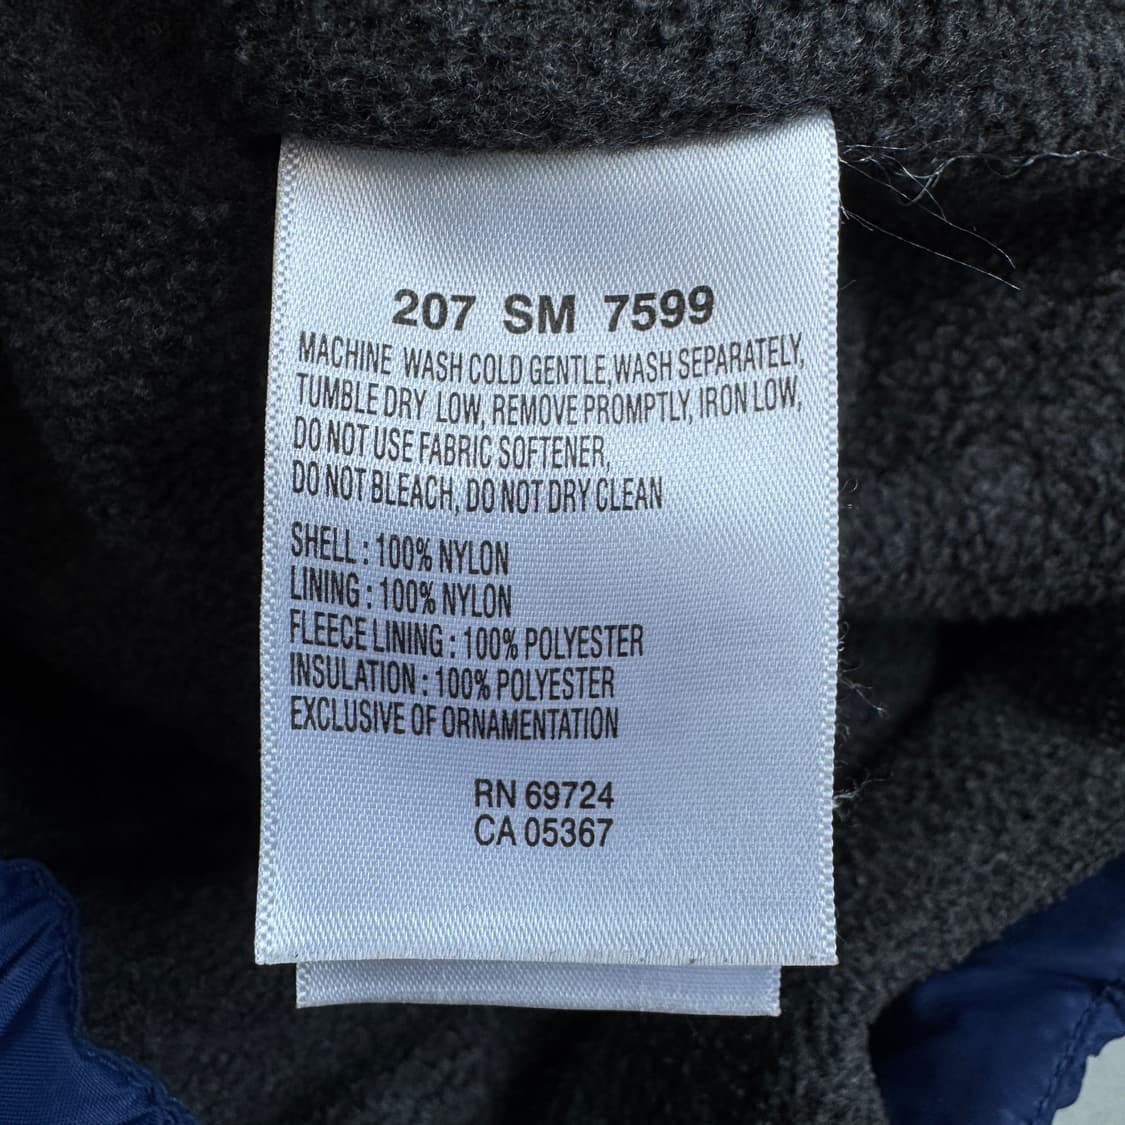 207 SM 7599
MACHINE WASH COLD GENTLE, WASH SEPARATELY,
TUMBLE DRY LOW, REMOVE PROMPTLY, IRON LOW,
DO NOT USE FABRIC SOFTENER,
DO NOT BLEACH, DO NOT DRY CLEAN
SHELL : 100% NYLON
LINING : 100% NYLON
FLEECE LINING : 100% POLYESTER
INSULATION : 100% POLYESTER
EXCLUSIVE OF ORNAMENTATION
RN 69724
CA 05367